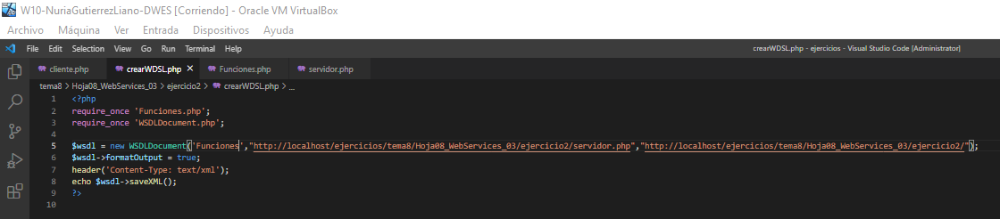 W10-NuriaGutierrezLiano-DWES [Corriendo] - Oracle VM VirtualBox
Archivo Máquina Ver Entrada Dispositivos Ayuda
File Edit Selection View Go Run Terminal Help crearWDSL.php - ejercicios - Visual Studio Code [Administrator]
cliente.php crearWDSL.php × Funciones.php servidor.php
tema8 > Hoja08_WebServices_03 > ejercicio2 > crearWDSL.php > ...
1 <?php
2 require_once 'Funciones.php';
3 require_once 'WSDLDocument.php';
4
5 $wsdl = new WSDLDocument('Funciones',"http://localhost/ejercicios/tema8/Hoja08_WebServices_03/ejercicio2/servidor.php","http://localhost/ejercicios/tema8/Hoja08_WebServices_03/ejercicio2/");
6 $wsdl->formatOutput = true;
7 header('Content-Type: text/xml');
8 echo $wsdl->saveXML();
9 ?>
10